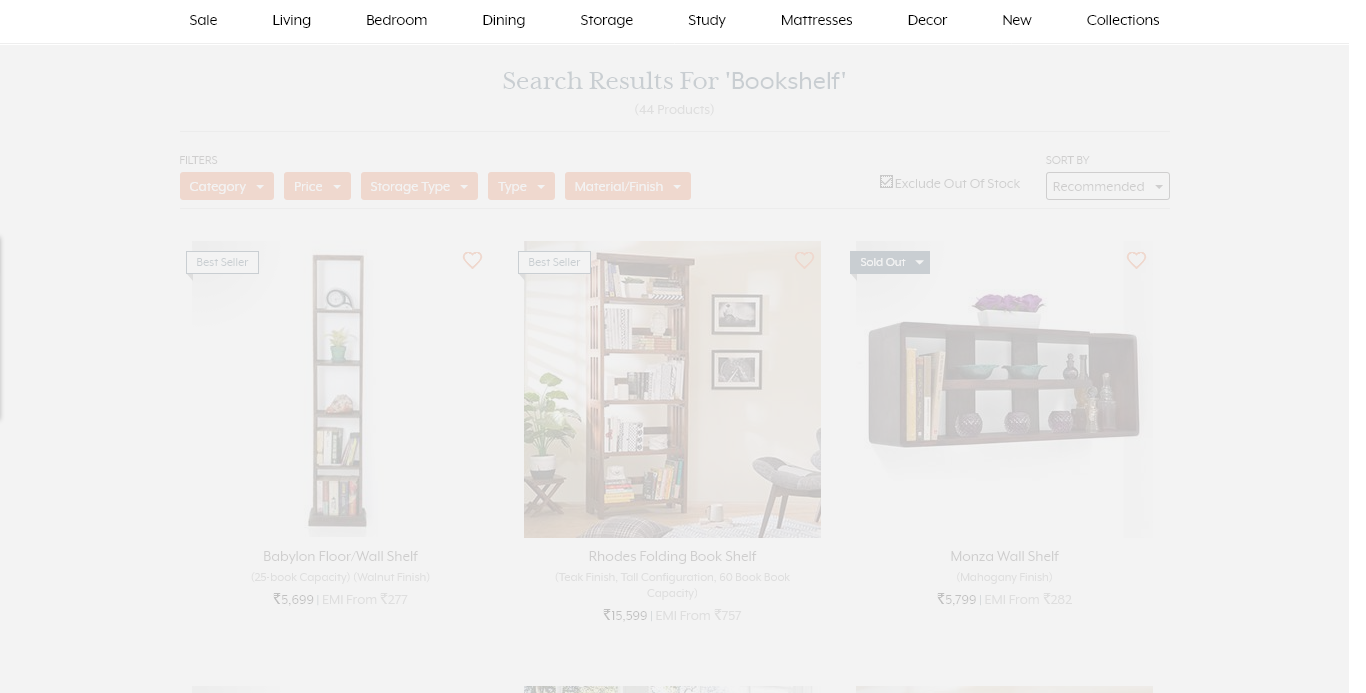 Sale Living Bedroom Dining Storage Study Mattresses Decor New Collections
Search Results For 'Bookshelf'
(44 Products)
FILTERS SORT BY
Category Price Storage Type Type Material/Finish Exclude Out Of Stock Recommended
Best Seller Best Seller Sold Out
Babylon Floor/Wall Shelf
(25-book Capacity) (Walnut Finish)
₹5,699 | EMI From ₹277
Rhodes Folding Book Shelf
(Teak Finish, Tall Configuration, 60 Book Book
Capacity)
₹15,599 | EMI From ₹757
Monza Wall Shelf
(Mahogany Finish)
₹5,799 | EMI From ₹282